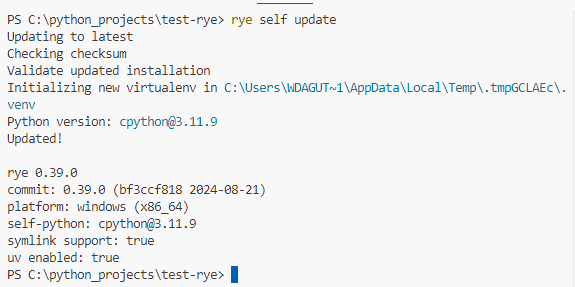 PS C:\python_projects\test-rye> rye self update
Updating to latest
Checking checksum
Validate updated installation
Initializing new virtualenv in C:\Users\WDAGUT~1\AppData\Local\Temp\.tmpGCLAEc\.
venv
Python version: cpython@3.11.9
Updated!
rye 0.39.0
commit: 0.39.0 (bf3ccf818 2024-08-21)
platform: windows (x86_64)
self-python: cpython@3.11.9
symlink support: true
uv enabled: true
PS C:\python_projects\test-rye>